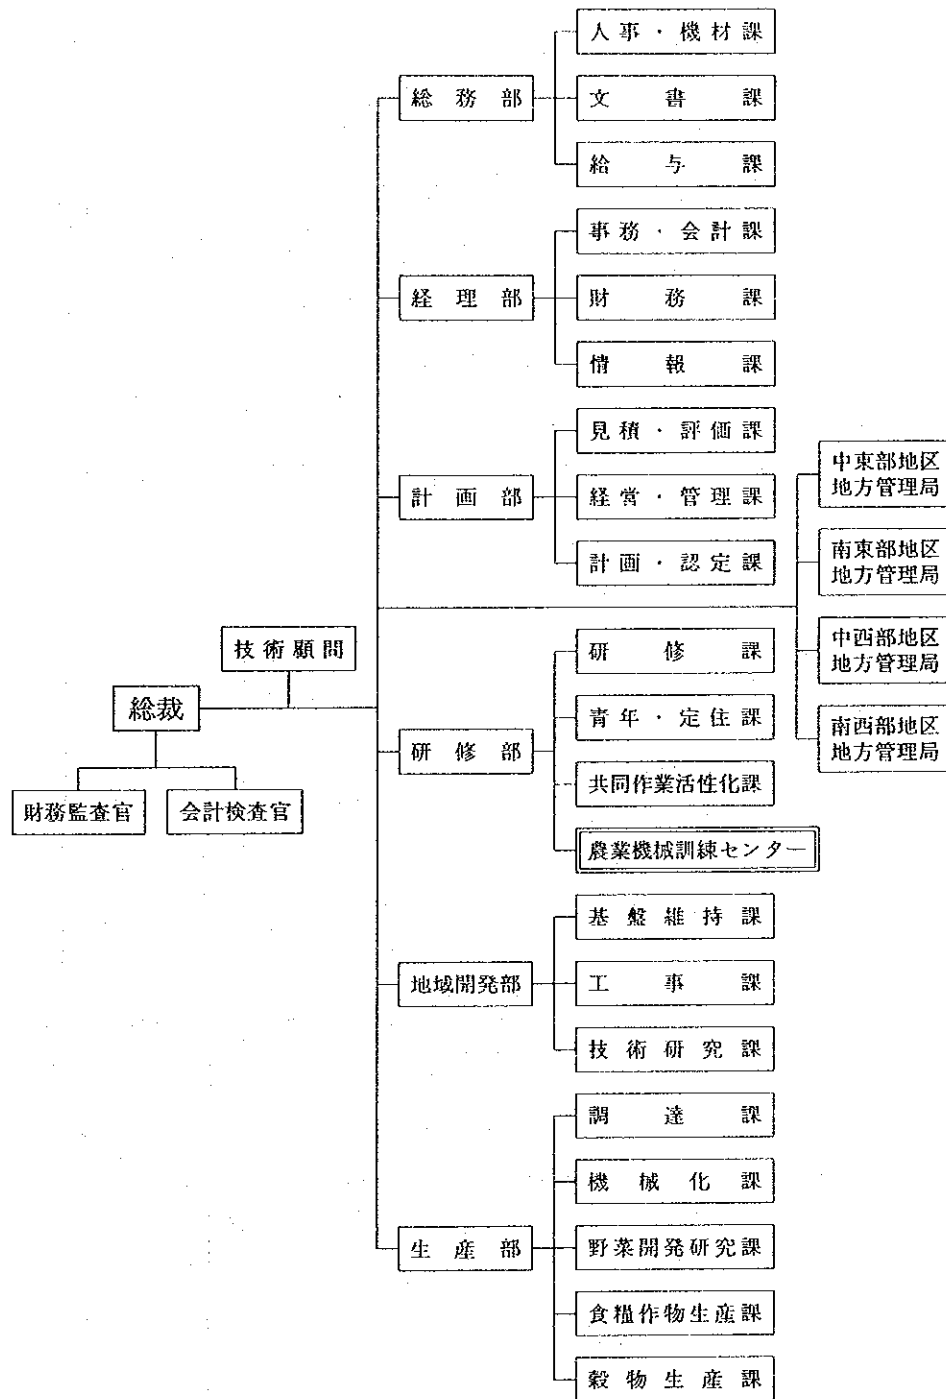 人事・機材課
総務部
文書課
給与課
事務・会計課
経理部
財務課
情報課
見積・評価課
計画部
経営・管理課
計画・認定課
中東部地区
地方管理局
南東部地区
地方管理局
中西部地区
地方管理局
南西部地区
地方管理局
技術顧問
総裁
財務監査官
会計検査官
研修課
青年・定住課
研修部
共同作業活性化課
農業機械訓練センター
基盤維持課
地域開発部
工事課
技術研究課
調達課
機械化課
生産部
野菜開発研究課
食糧作物生産課
穀物生産課